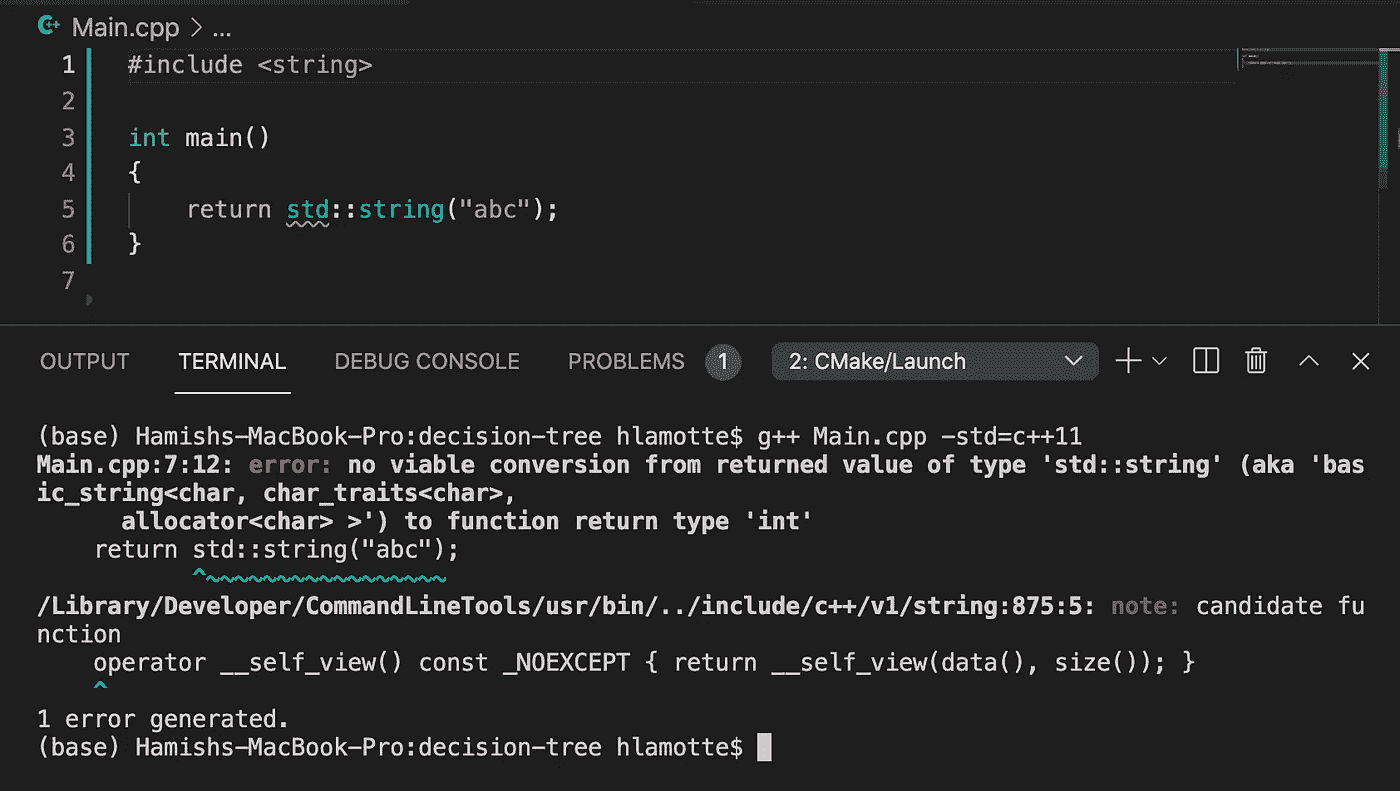 Main.cpp > ...
1 #include <string>
2
3 int main()
4 {
5     return std::string("abc");
6 }
7
OUTPUT TERMINAL DEBUG CONSOLE PROBLEMS 1 2: CMake/Launch
(base) Hamishs-MacBook-Pro:decision-tree hlamotte$ g++ Main.cpp -std=c++11
Main.cpp:7:12: error: no viable conversion from returned value of type 'std::string' (aka 'bas
ic_string<char, char_traits<char>,
      allocator<char> >') to function return type 'int'
    return std::string("abc");
           ^~~~~~~~~~~~~~~~~~
/Library/Developer/CommandLineTools/usr/bin/../include/c++/v1/string:875:5: note: candidate fu
nction
    operator __self_view() const _NOEXCEPT { return __self_view(data(), size()); }
    ^
1 error generated.
(base) Hamishs-MacBook-Pro:decision-tree hlamotte$